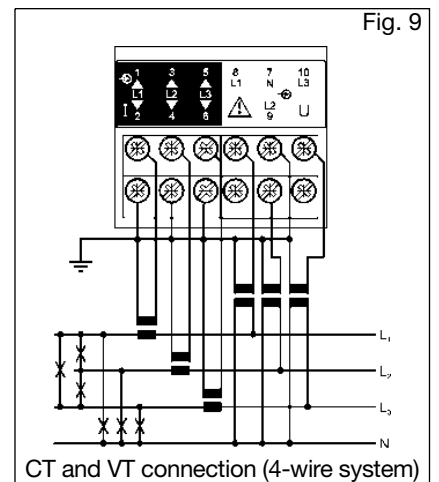 Fig. 9
1 3 5 8 7 10
L1 N L3
L1 L2 L3
L2
I 2 4 6 9 U
L1
L2
L3
N
CT and VT connection (4-wire system)